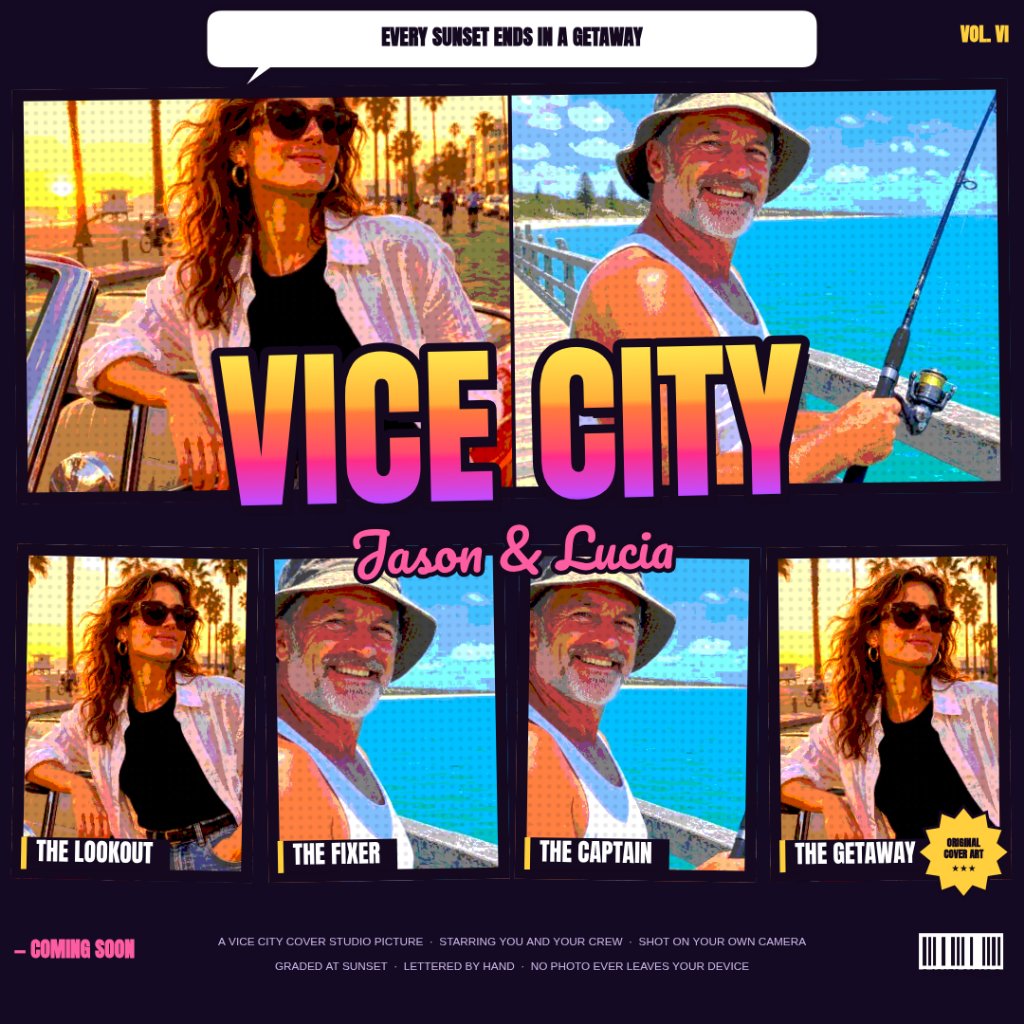 EVERY SUNSET ENDS IN A GETAWAY
VOL. VI
VICE CITY
Jason & Lucia
THE LOOKOUT
THE FIXER
THE CAPTAIN
THE GETAWAY
ORIGINAL
COVER ART
★★★
– COMING SOON
A VICE CITY COVER STUDIO PICTURE · STARRING YOU AND YOUR CREW · SHOT ON YOUR OWN CAMERA
GRADED AT SUNSET · LETTERED BY HAND · NO PHOTO EVER LEAVES YOUR DEVICE